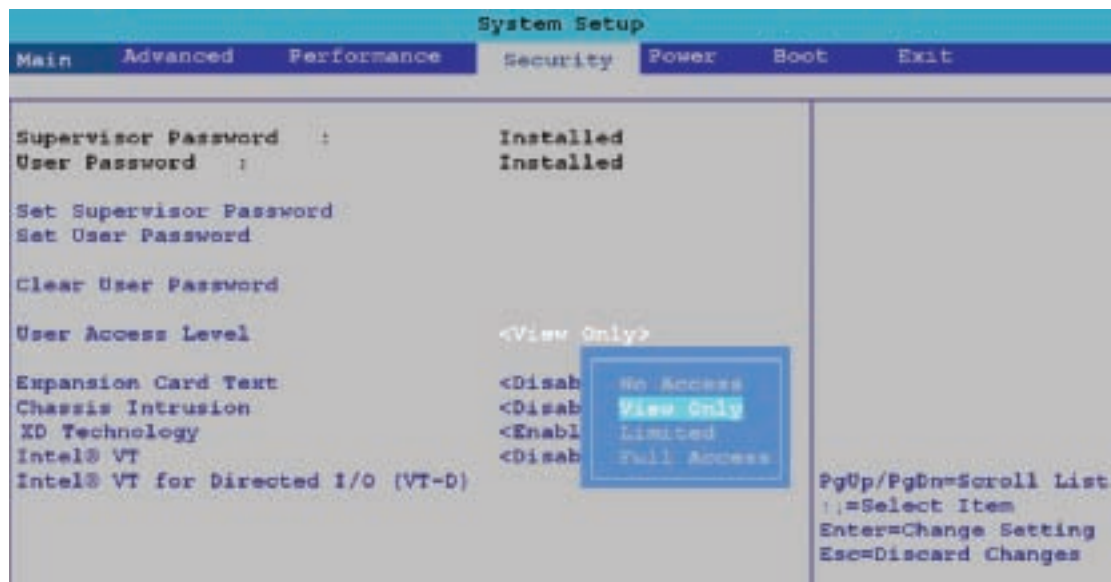 System Setup
Main Advanced Performance Security Power Boot Exit
Supervisor Password : Installed
User Password : Installed
Set Supervisor Password
Set User Password
Clear User Password
User Access Level <View Only>
Expansion Card Text <Disab
Chassis Intrusion <Disab
XD Technology <Enabl
Intel® VT <Disab
Intel® VT for Directed I/O (VT-D)
No Access
View Only
Limited
Full Access
PgUp/PgDn=Scroll List
=Select Item
Enter=Change Setting
Esc=Discard Changes